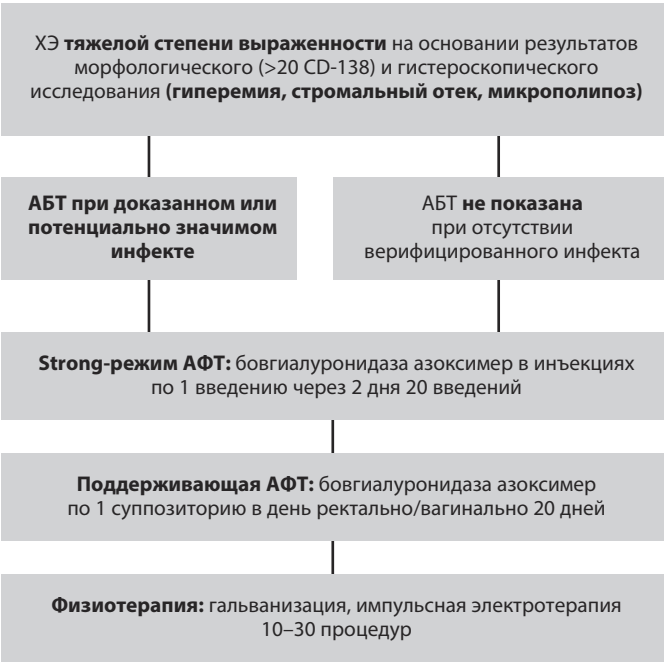 ХЭ тяжелой степени выраженности на основании результатов
морфологического (>20 CD-138) и гистероскопического
исследования (гиперемия, стромальный отек, микрополипоз)
АБТ при доказанном или
потенциально значимом
инфекте
АБТ не показана
при отсутствии
верифицированного инфекта
Strong-режим АФТ: бовгиалуронидаза азоксимер в инъекциях
по 1 введению через 2 дня 20 введений
Поддерживающая АФТ: бовгиалуронидаза азоксимер
по 1 суппозиторию в день ректально/вагинально 20 дней
Физиотерапия: гальванизация, импульсная электротерапия
10–30 процедур